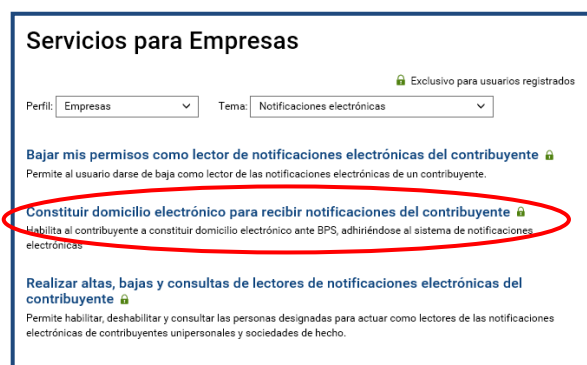 Servicios para Empresas
Exclusivo para usuarios registrados
Perfil: Empresas Tema: Notificaciones electrónicas
Bajar mis permisos como lector de notificaciones electrónicas del contribuyente
Permite al usuario darse de baja como lector de las notificaciones electrónicas de un contribuyente.
Constituir domicilio electrónico para recibir notificaciones del contribuyente
Habilita al contribuyente a constituir domicilio electrónico ante BPS, adhiriéndose al sistema de notificaciones
electrónicas
Realizar altas, bajas y consultas de lectores de notificaciones electrónicas del
contribuyente
Permite habilitar, deshabilitar y consultar las personas designadas para actuar como lectores de las notificaciones
electrónicas de contribuyentes unipersonales y sociedades de hecho.